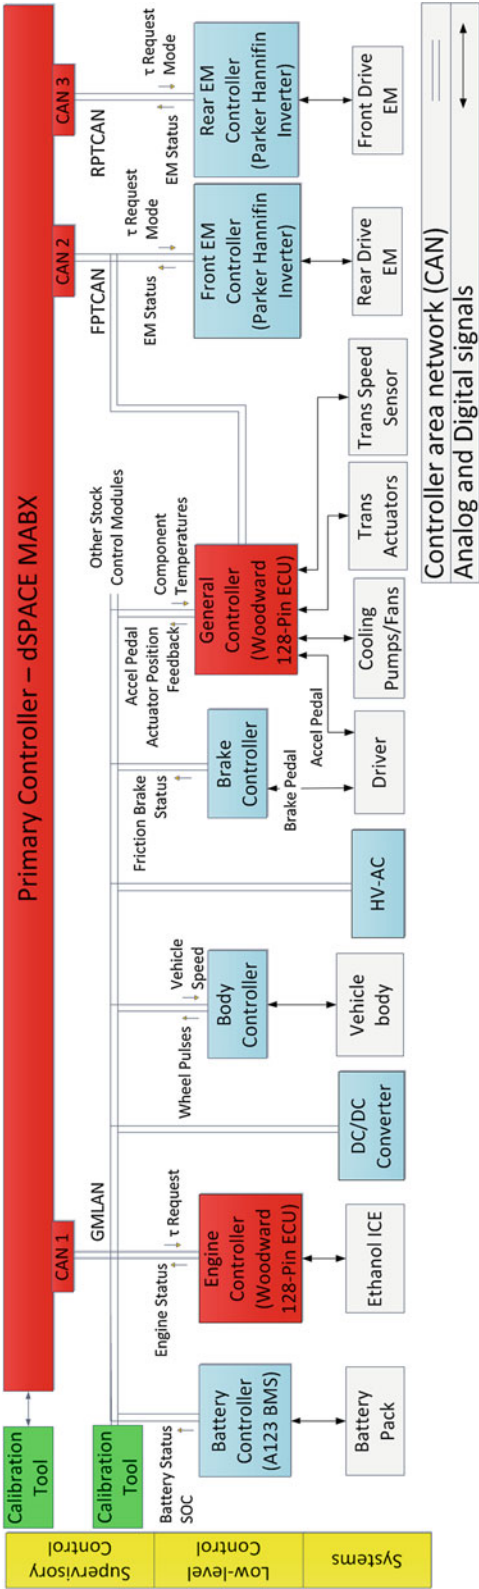 Primary Controller – dSPACE MABX
Calibration
Tool
CAN 1
CAN 2
CAN 3
Supervisory
Control
Low-level
Control
Systems
Calibration
Tool
GMLAN
FPTCAN
RPTCAN
Other Stock
Control Modules
Battery Status
SOC
Engine Status
τ Request
Wheel Pulses
Vehicle
Speed
Friction Brake
Status
Accel Pedal
Actuator Position
Feedback
Component
Temperatures
EM Status
τ Request
Mode
EM Status
τ Request
Mode
Battery
Controller
(A123 BMS)
Engine
Controller
(Woodward
128-Pin ECU)
Body
Controller
Brake
Controller
General
Controller
(Woodward
128-Pin ECU)
Front EM
Controller
(Parker Hannifin
Inverter)
Rear EM
Controller
(Parker Hannifin
Inverter)
Brake Pedal
Accel Pedal
Battery
Pack
Ethanol ICE
DC/DC
Converter
Vehicle
body
HV-AC
Driver
Cooling
Pumps/Fans
Trans
Actuators
Trans Speed
Sensor
Rear Drive
EM
Front Drive
EM
Controller area network (CAN)
Analog and Digital signals